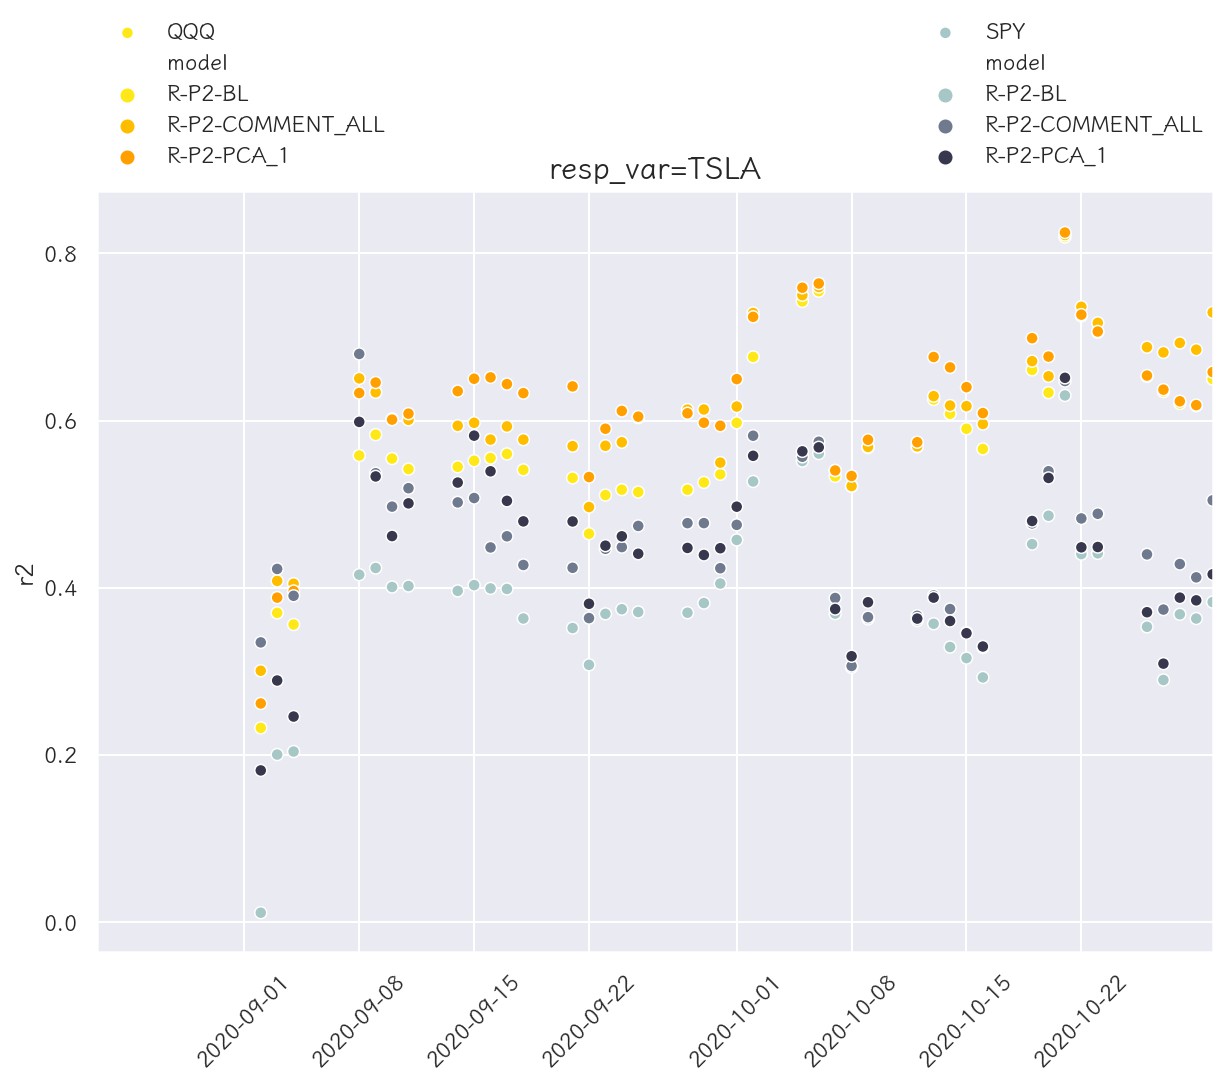 QQQ
model
R-P2-BL
R-P2-COMMENT_ALL
R-P2-PCA_1
SPY
model
R-P2-BL
R-P2-COMMENT_ALL
R-P2-PCA_1
resp_var=TSLA
r2
0.8
0.6
0.4
0.2
0.0
2020-09-01
2020-09-08
2020-09-15
2020-09-22
2020-10-01
2020-10-08
2020-10-15
2020-10-22